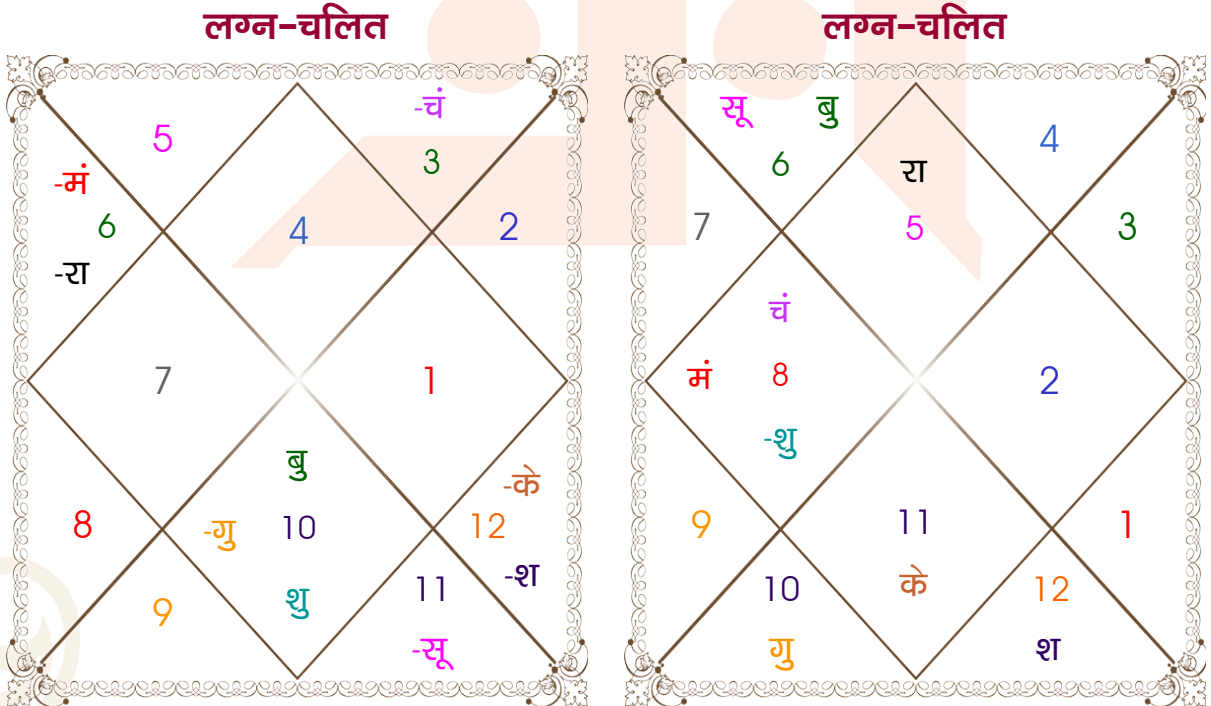 लग्न-चलित
-चं
5
3
-मं
6
4
2
-रा
7
1
बु
-के
8
-गु
10
12
-श
9
शु
11
-सू
लग्न-चलित
सू
बु
4
6
रा
7
5
3
चं
मं
8
2
-शु
9
11
1
10
के
12
गु
श